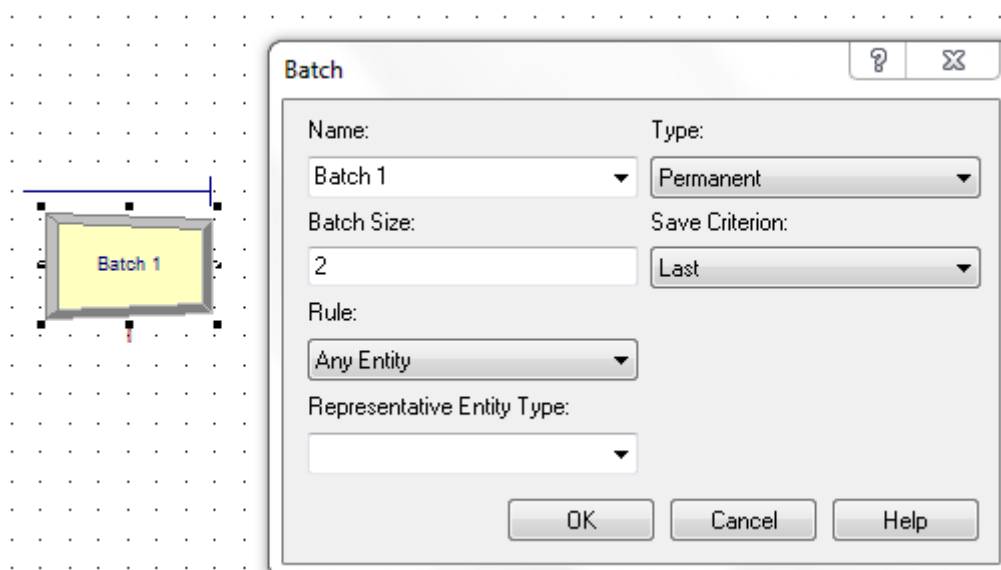 Batch
Name: Type:
Batch 1 Permanent
Batch Size: Save Criterion:
2 Last
Rule:
Any Entity
Representative Entity Type:
OK Cancel Help
Batch 1